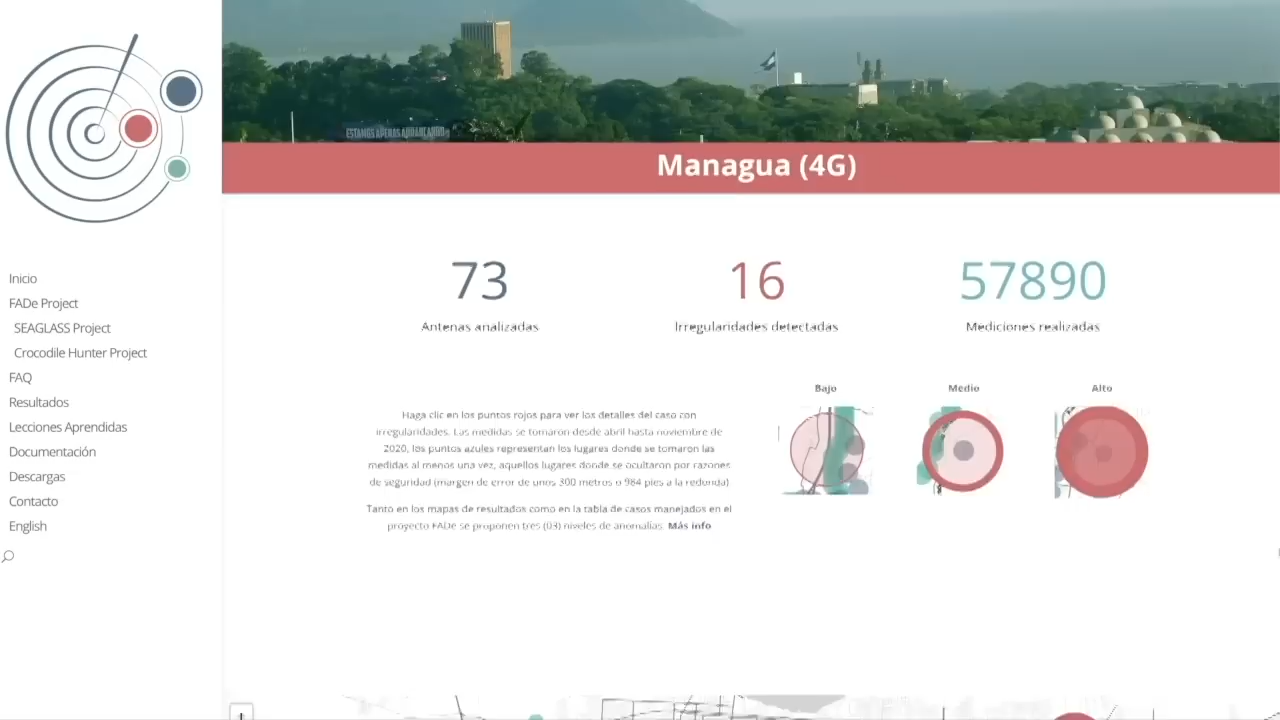 ESTAMOS APENAS ARRANCANDO
Managua (4G)
Inicio
FADe Project
SEAGLASS Project
Crocodile Hunter Project
FAQ
Resultados
Lecciones Aprendidas
Documentación
Descargas
Contacto
English
73
Antenas analizadas
16
Irregularidades detectadas
57890
Mediciones realizadas
Haga clic en los puntos rojos para ver los detalles del caso con
irregularidades. Las medidas se tomaron desde abril hasta noviembre de
2020, los puntos azules representan los lugares donde se tomaron las
medidas al menos una vez, aquellos lugares donde se ocultaron por razones
de seguridad (margen de error de unos 300 metros o 984 pies a la redonda)
Tanto en los mapas de resultados como en la tabla de casos manejados en el
proyecto FADe se proponen tres (03) niveles de anomalías. Más info
Bajo
Medio
Alto